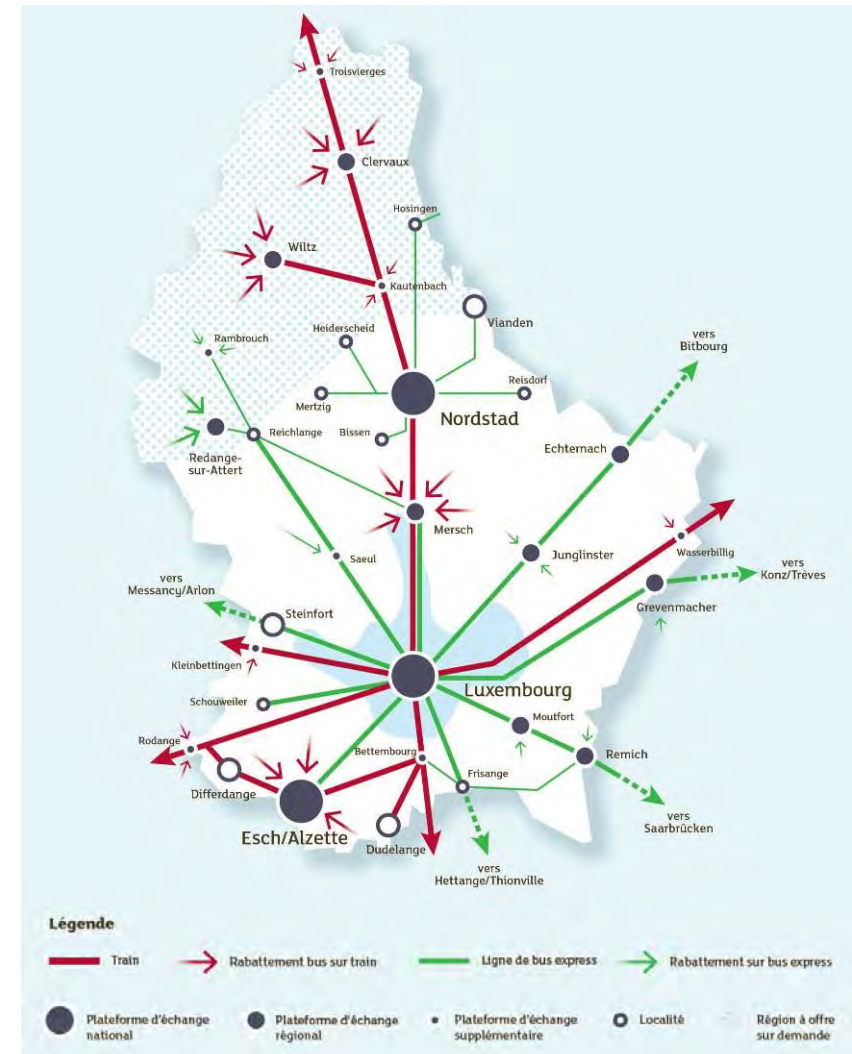 Troisvierges
Clervaux
Hosingen
Wiltz
Kautenbach
Vianden
Heiderscheid
Rambrouch
vers
Bitbourg
Mertzig
Reisdorf
Nordstad
Bissen
Reichlange
Redange-
sur-Attert
Echternach
Mersch
Junglinster
Wasserbillig
Saeul
vers
Messancy/Arlon
vers
Konz/Trèves
Steinfort
Grevenmacher
Kleinbettingen
Luxembourg
Schouweiler
Moutfort
Rodange
Bettembourg
Remich
Frisange
Differdange
Esch/Alzette
Dudelange
vers
Saarbrücken
vers
Hettange/Thionville
Légende
Train
Rabattement bus sur train
Ligne de bus express
Rabattement sur bus express
Plateforme d'échange
national
Plateforme d'échange
régional
Plateforme d'échange
supplémentaire
Localité
Région à offre
sur demande